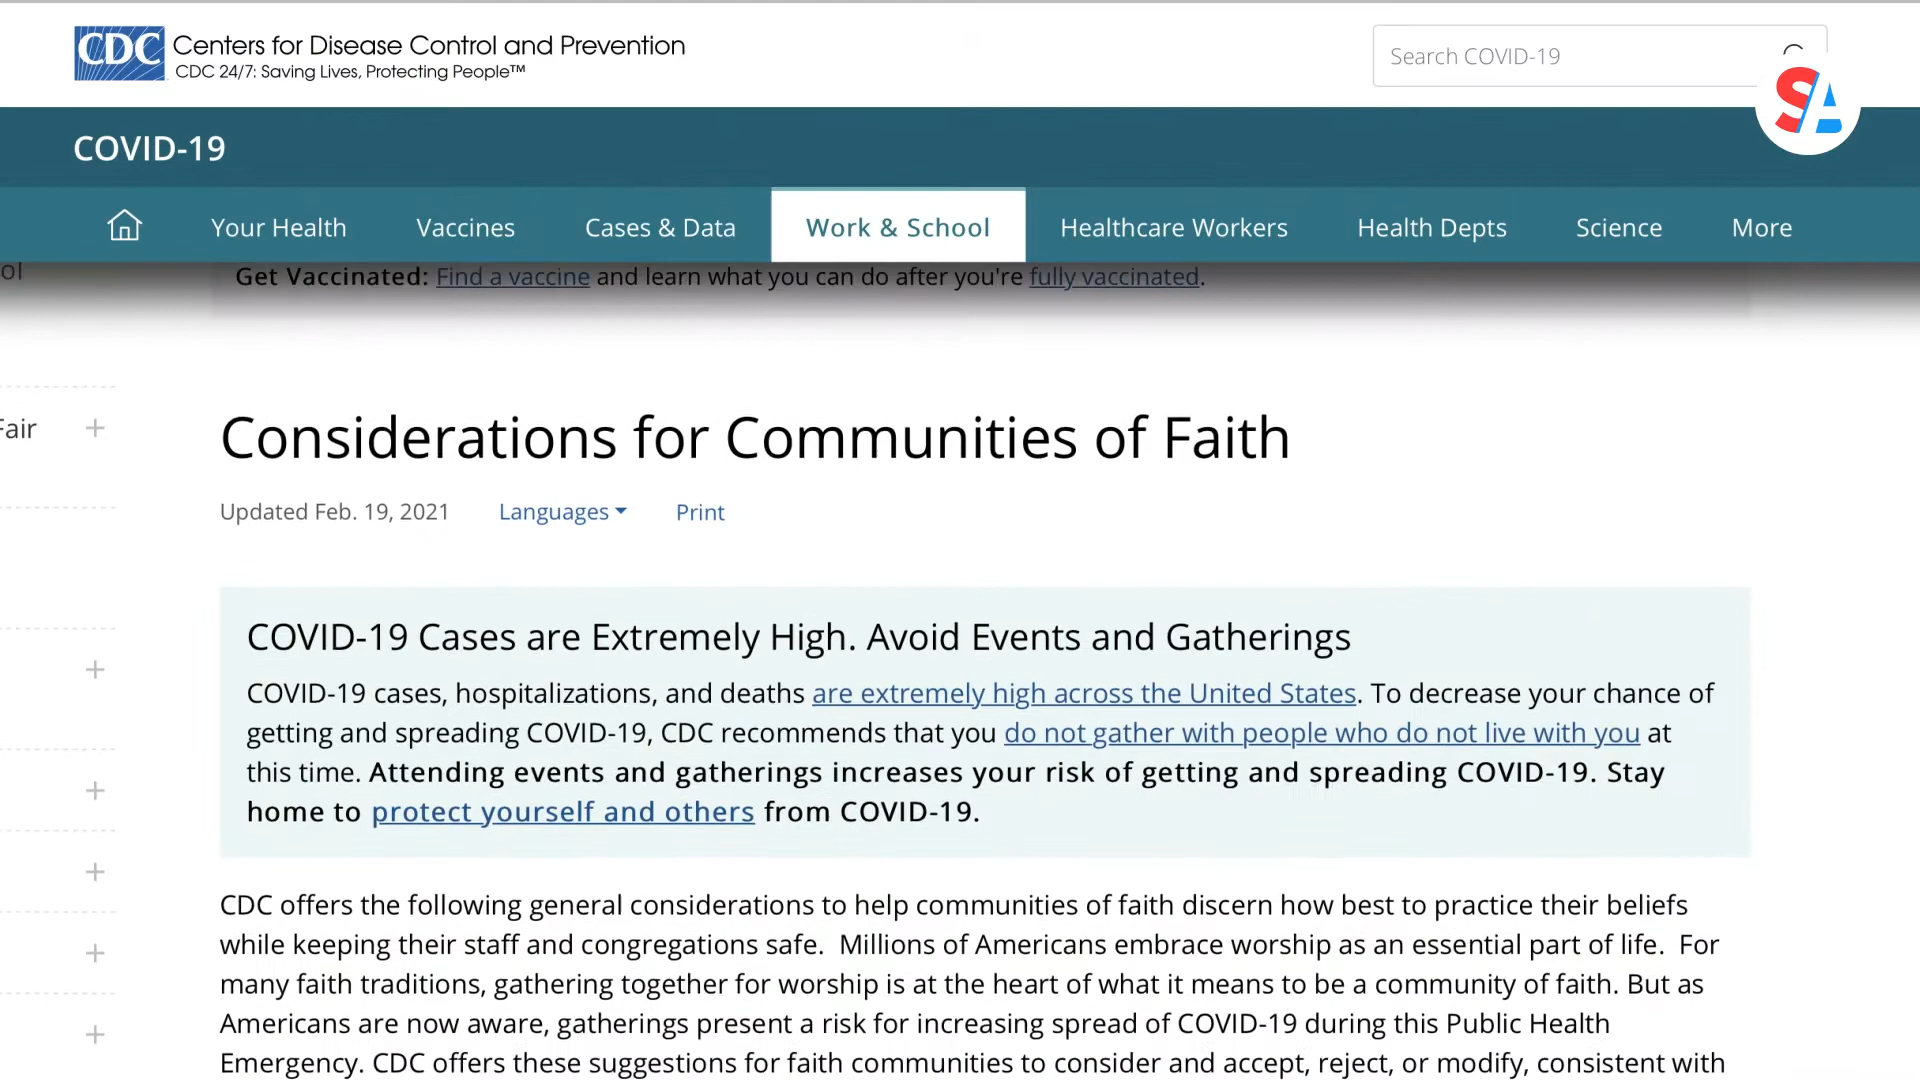 CDC Centers for Disease Control and Prevention
CDC 24/7: Saving Lives, Protecting People™
Search COVID-19
SA
COVID-19
Your Health Vaccines Cases & Data Work & School Healthcare Workers Health Depts Science More
ol
Get Vaccinated: Find a vaccine and learn what you can do after you're fully vaccinated.
Considerations for Communities of Faith
Fair +
Updated Feb. 19, 2021 Languages Print
COVID-19 Cases are Extremely High. Avoid Events and Gatherings
COVID-19 cases, hospitalizations, and deaths are extremely high across the United States. To decrease your chance of
getting and spreading COVID-19, CDC recommends that you do not gather with people who do not live with you at
this time. Attending events and gatherings increases your risk of getting and spreading COVID-19. Stay
home to protect yourself and others from COVID-19.
CDC offers the following general considerations to help communities of faith discern how best to practice their beliefs
while keeping their staff and congregations safe. Millions of Americans embrace worship as an essential part of life. For
many faith traditions, gathering together for worship is at the heart of what it means to be a community of faith. But as
Americans are now aware, gatherings present a risk for increasing spread of COVID-19 during this Public Health
Emergency. CDC offers these suggestions for faith communities to consider and accept, reject, or modify, consistent with